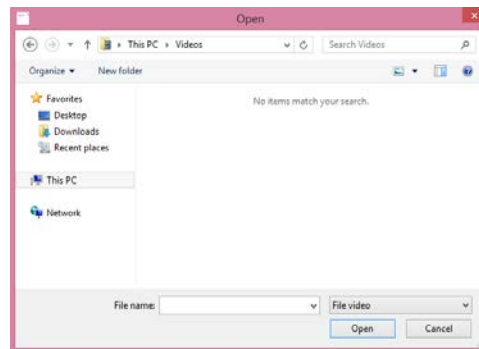 Open
This PC Videos
Search Videos
Organize
New folder
Favorites
Desktop
Downloads
Recent places
This PC
Network
No items match your search.
File name:
File video
Open
Cancel